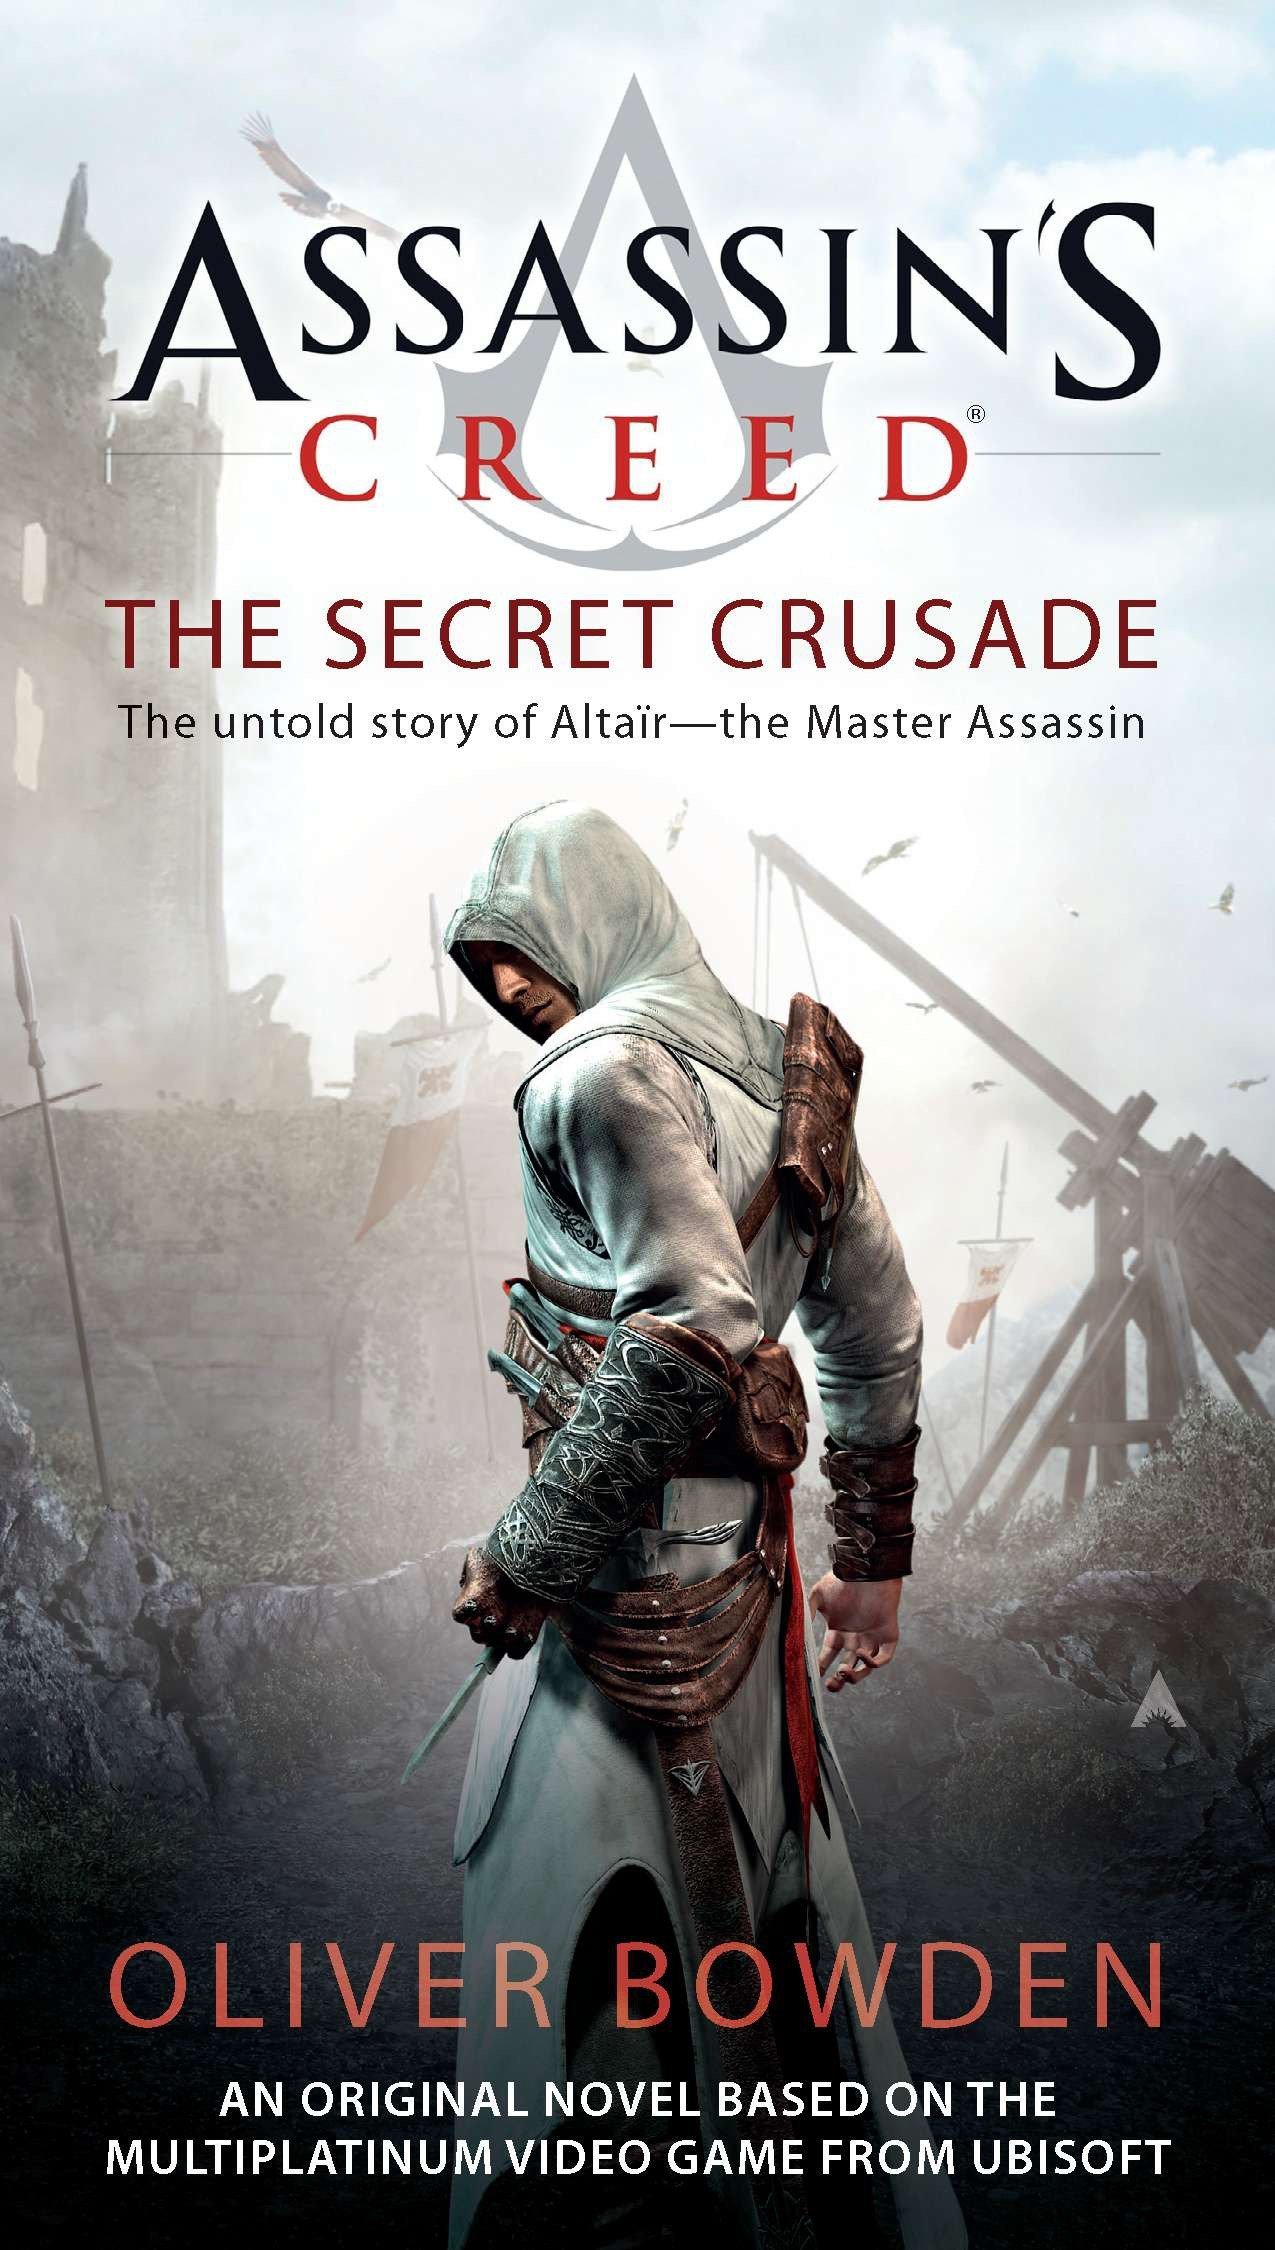 ASSASSIN'S
CREED®
THE SECRET CRUSADE
The untold story of Altaïr—the Master Assassin
OLIVER BOWDEN
AN ORIGINAL NOVEL BASED ON THE
MULTIPLATINUM VIDEO GAME FROM UBISOFT